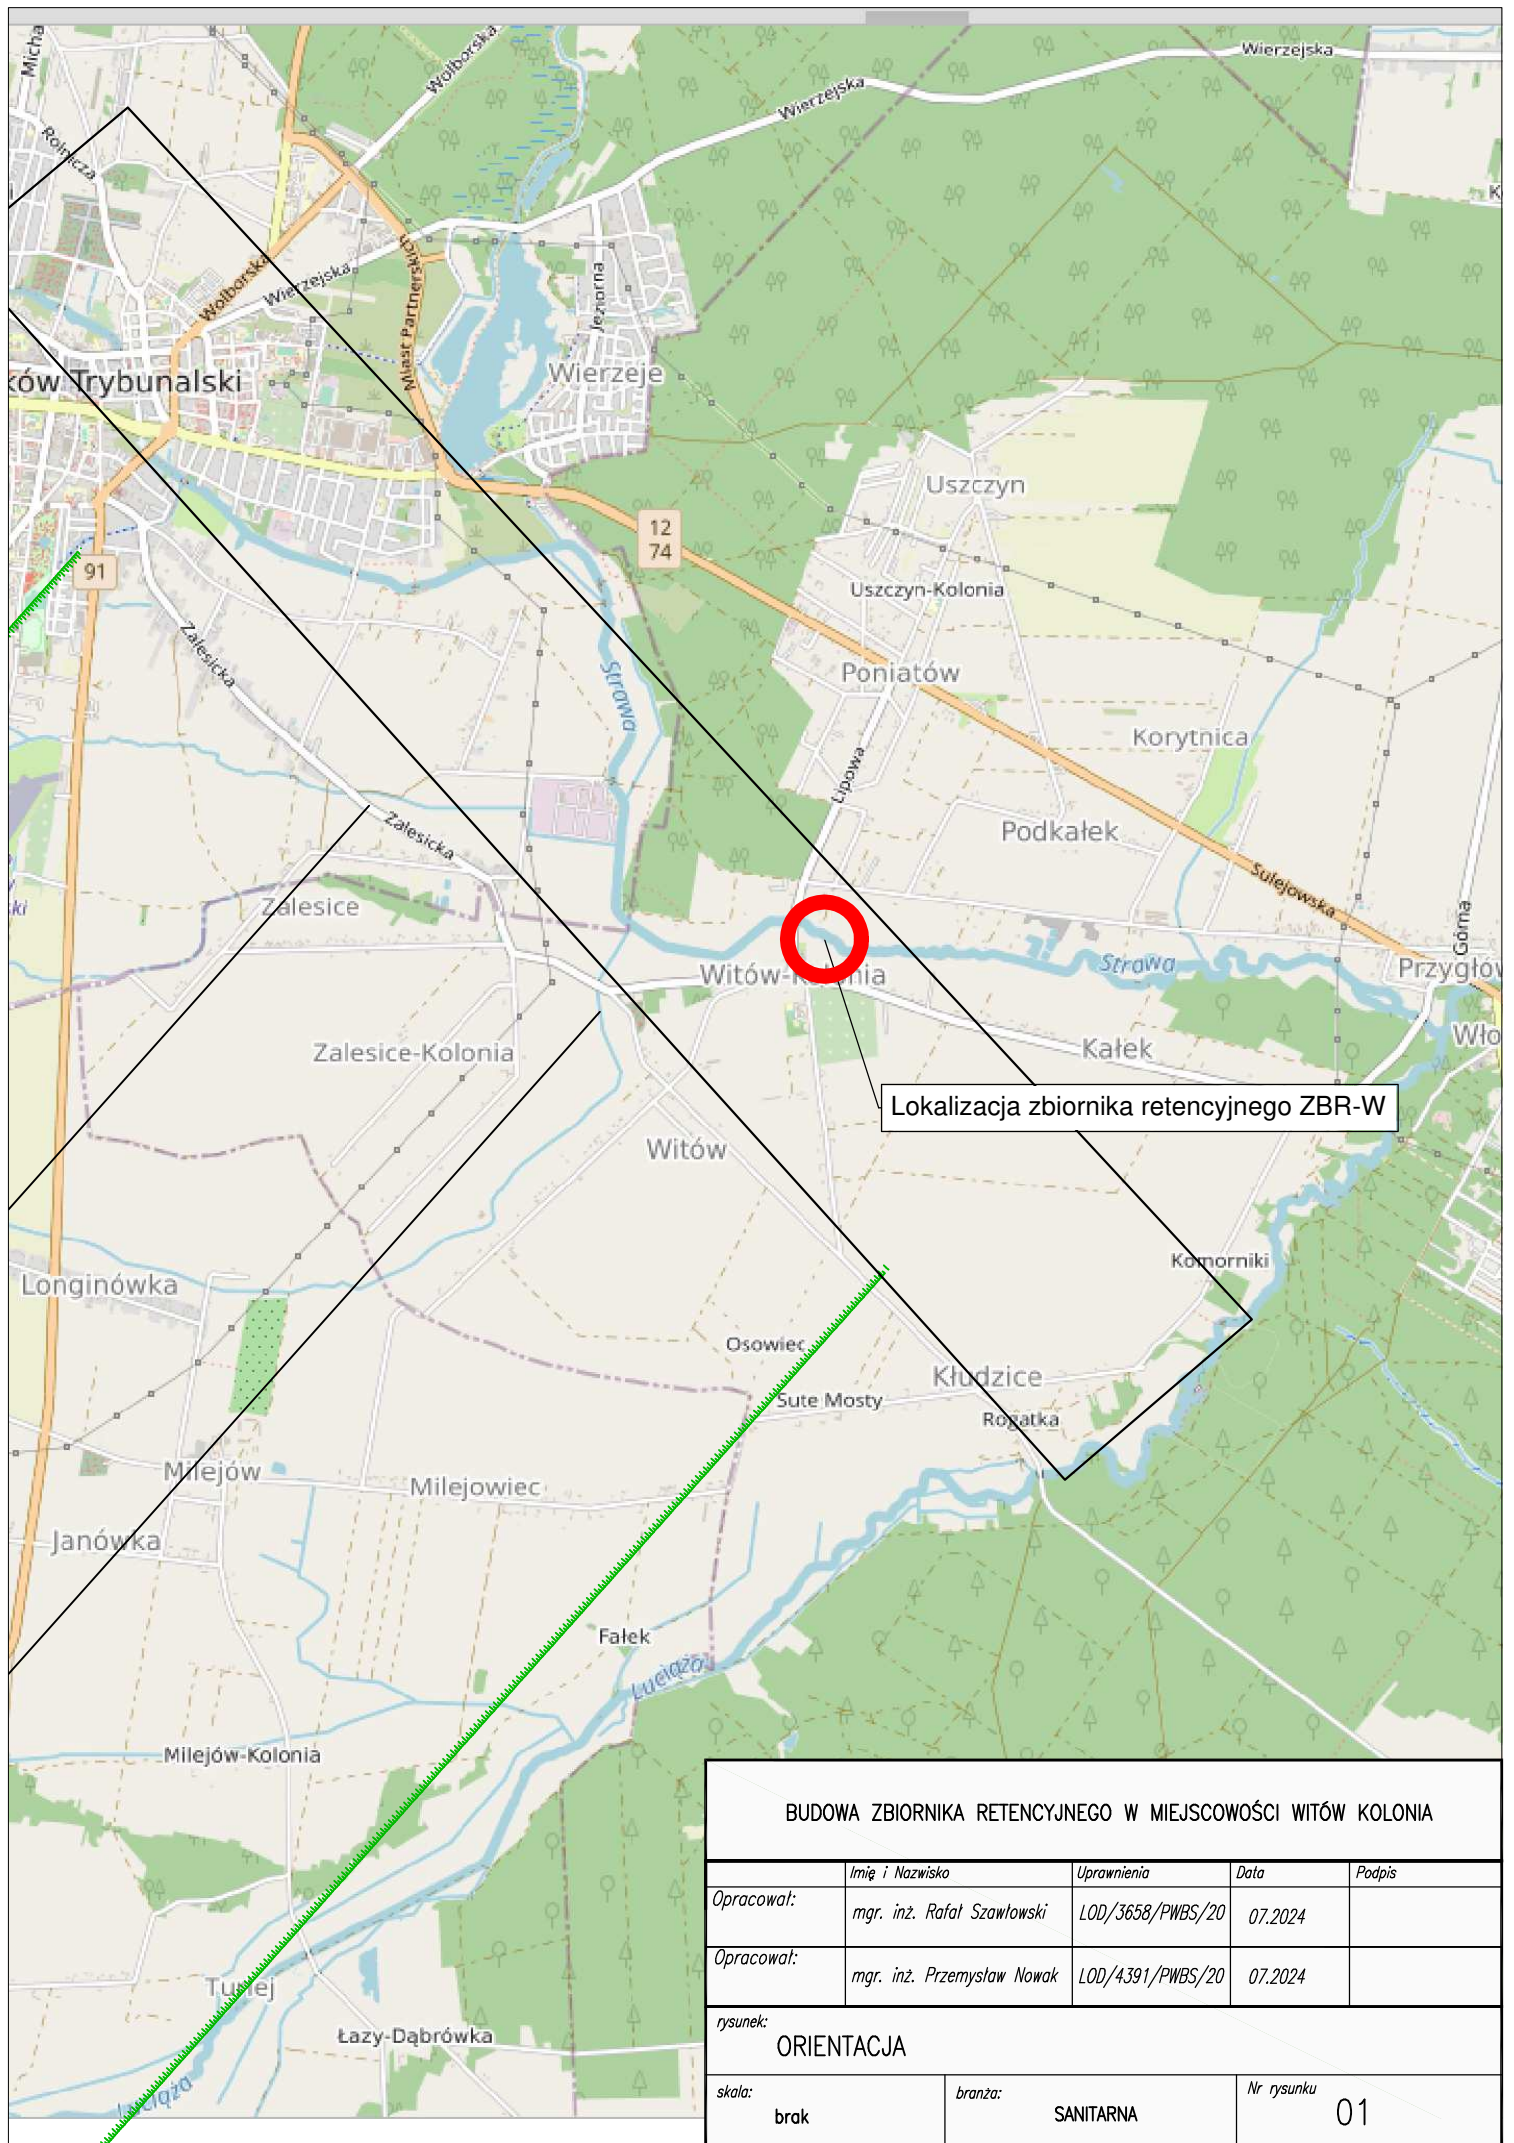 Micha
Wolborska
Wierzejska
Wierzejska
Rolnicza
K
Wolborska
Wierzejska
Miast Partnerskich
Jeziorna
Wierzeje
ków Trybunalski
Uszczyn
12
74
91
Uszczyn-Kolonia
Zalesicka
Strawa
Poniatów
Korytnica
Lipowa
Podkałek
Zalesicka
Sulejowska
ski
Zalesice
Górna
Witów-Kolonia
Strawa
Przygłów
Zalesice-Kolonia
Kałek
Wło
Lokalizacja zbiornika retencyjnego ZBR-W
Witów
Komorniki
Longinówka
Osowiec
Kłudzice
Sute Mosty
Rogatka
Milejów
Milejowiec
Janówka
Fałek
Luciąża
Milejów-Kolonia
Tunej
Łazy-Dąbrówka
Luciąża
BUDOWA ZBIORNIKA RETENCYJNEGO W MIEJSCOWOŚCI WITÓW KOLONIA
Imię i Nazwisko Uprawnienia Data Podpis
Opracował: mgr. inż. Rafał Szawłowski LOD/3658/PWBS/20 07.2024
Opracował: mgr. inż. Przemysław Nowak LOD/4391/PWBS/20 07.2024
rysunek:
ORIENTACJA
skala: branża: Nr rysunku
brak SANITARNA 01